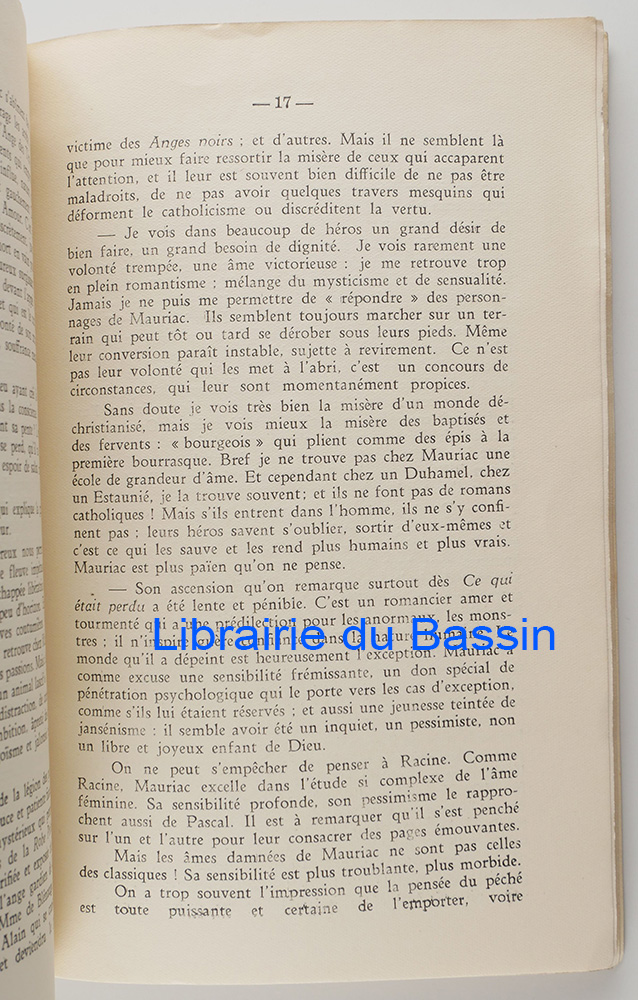 — 17 —
victime des Anges noirs ; et d'autres. Mais il ne semblent là
que pour mieux faire ressortir la misère de ceux qui accaparent
l'attention, et il leur est souvent bien difficile de ne pas être
maladroits, de ne pas avoir quelques travers mesquins qui
déforment le catholicisme ou discréditent la vertu.
— Je vois dans beaucoup de héros un grand désir de
bien faire, un grand besoin de dignité. Je vois rarement une
volonté trempée, une âme victorieuse : je me retrouve trop
en plein romantisme ; mélange du mysticisme et de sensualité.
Jamais je ne puis me permettre de « répondre » des person-
nages de Mauriac. Ils semblent toujours marcher sur un ter-
rain qui peut tôt ou tard se dérober sous leurs pieds. Même
leur conversion paraît instable, sujette à revirement. Ce n'est
pas leur volonté qui les met à l'abri, c'est un concours de
circonstances, qui leur sont momentanément propices.
Sans doute je vois très bien la misère d'un monde dé-
christianisé, mais je vois mieux la misère des baptisés et
des fervents : « bourgeois » qui plient comme des épis à la
première bourrasque. Bref je ne trouve pas chez Mauriac une
école de grandeur d'âme. Et cependant chez un Duhamel, chez
un Estaunié, je la trouve souvent; et ils ne font pas de romans
catholiques ! Mais s'ils entrent dans l'homme, ils ne s'y confi-
nent pas ; leurs héros savent s'oublier, sortir d'eux-mêmes et
c'est ce qui les sauve et les rend plus humains et plus vrais.
Mauriac est plus païen qu'on ne pense.
— Son ascension qu'on remarque surtout dès Ce qui
était perdu a été lente et pénible. C'est un romancier amer et
tourmenté qui a une prédilection pour les anormaux, les mons-
tres ; il n'inspire guère confiance dans la nature humaine. Le
Librairie du Bassin
monde qu'il a dépeint est heureusement l'exception. Mauriac a
comme excuse une sensibilité frémissante, un don spécial de
pénétration psychologique qui le porte vers les cas d'exception,
comme s'ils lui étaient réservés ; et aussi une jeunesse teintée de
jansénisme : il semble avoir été un inquiet, un pessimiste, non
un libre et joyeux enfant de Dieu.
On ne peut s'empêcher de penser à Racine. Comme
Racine, Mauriac excelle dans l'étude si complexe de l'âme
féminine. Sa sensibilité profonde, son pessimisme le rappro-
chent aussi de Pascal. Il est à remarquer qu'il s'est penché
sur l'un et l'autre pour leur consacrer des pages émouvantes.
Mais les âmes damnées de Mauriac ne sont pas celles
des classiques ! Sa sensibilité est plus troublante, plus morbide.
On a trop souvent l'impression que la pensée du péché
est toute puissante et certaine de l'emporter, voire